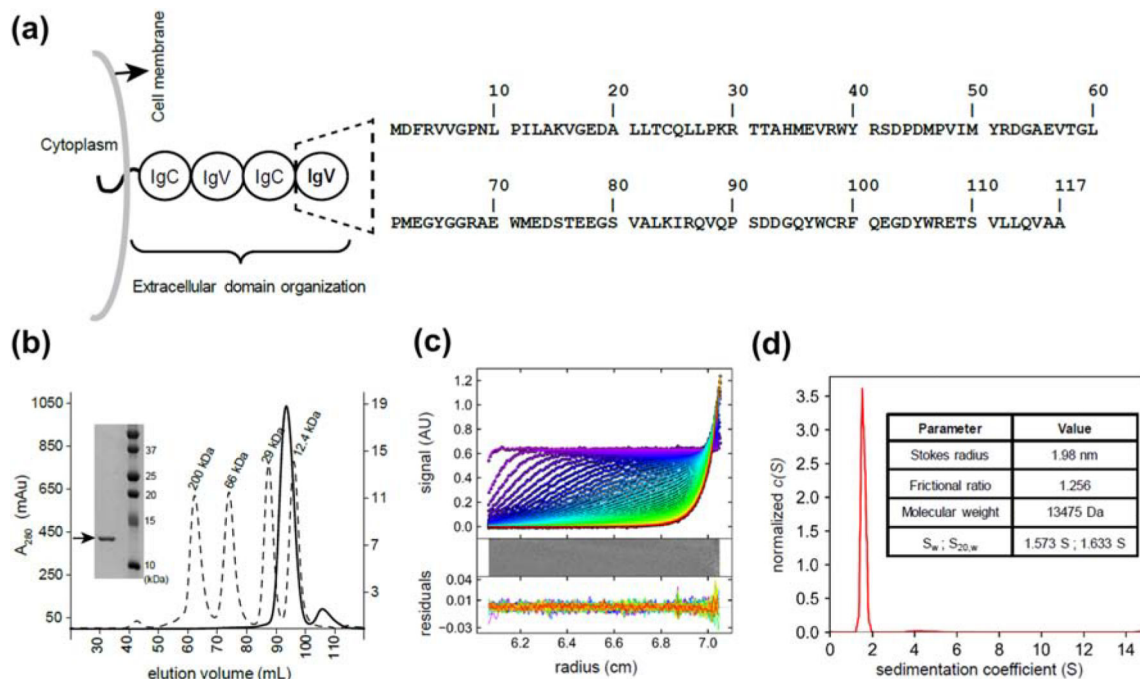 (a)
Cell membrane
Cytoplasm
IgC IgV IgC IgV
Extracellular domain organization
10 20 30 40 50 60
MDFRVVGPNL PILAKVGEDA LLTCQLLPKR TTAHMEVRWY RSDPDMPVIM YRDGAEVTGL
70 80 90 100 110 117
PMEGYGGRAE WMEDSTEEGS VALKIRQVQP SDDGQYWCRF QEGDYWRETS VLLQVAA
(b)
A280 (mAu)
1050
900
750
600
450
300
150
50
19
15
11
7
3
200 kDa
66 kDa
29 kDa
12.4 kDa
37
25
20
15
10
(kDa)
30 40 50 60 70 80 90 100 110
elution volume (mL)
(c)
signal (AU)
1.2
1.0
0.8
0.6
0.4
0.2
0.0
residuals
0.04
0.01
−0.03
6.2 6.4 6.6 6.8 7.0
radius (cm)
(d)
normalized c(S)
3.5
3.0
2.5
2.0
1.5
1.0
0.5
0.0
Parameter Value
Stokes radius 1.98 nm
Frictional ratio 1.256
Molecular weight 13475 Da
Sw ; S20,w 1.573 S ; 1.633 S
0 2 4 6 8 10 12 14
sedimentation coefficient (S)